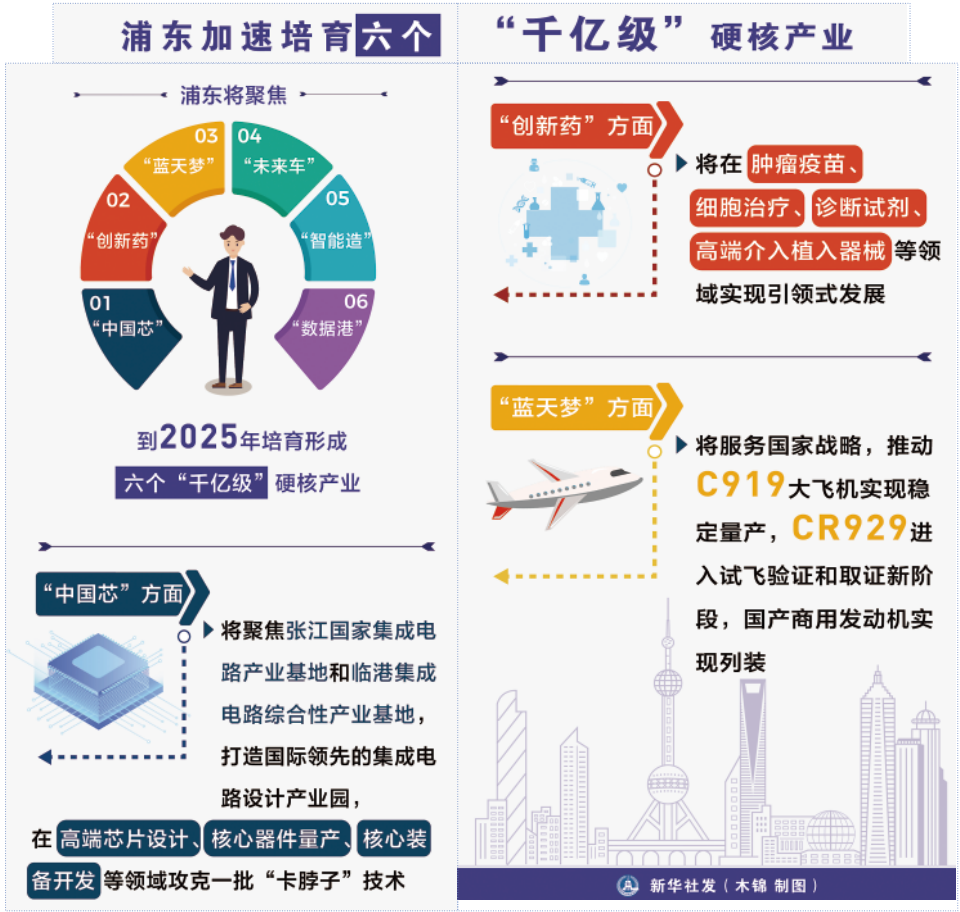 浦东加速培育六个“千亿级”硬核产业
浦东将聚焦
01
“中国芯”
02
“创新药”
03
“蓝天梦”
04
“未来车”
05
“智能造”
06
“数据港”
到2025年培育形成
六个“千亿级”硬核产业
“中国芯”方面
将聚焦张江国家集成电
路产业基地和临港集成
电路综合性产业基地，
打造国际领先的集成电
路设计产业园，
在高端芯片设计、核心器件量产、核心装
备开发等领域攻克一批“卡脖子”技术
“创新药”方面
将在肿瘤疫苗、
细胞治疗、诊断试剂、
高端介入植入器械等领
域实现引领式发展
“蓝天梦”方面
将服务国家战略，推动
C919大飞机实现稳
定量产，CR929进
入试飞验证和取证新阶
段，国产商用发动机实
现列装
新华社发（木锦 制图）